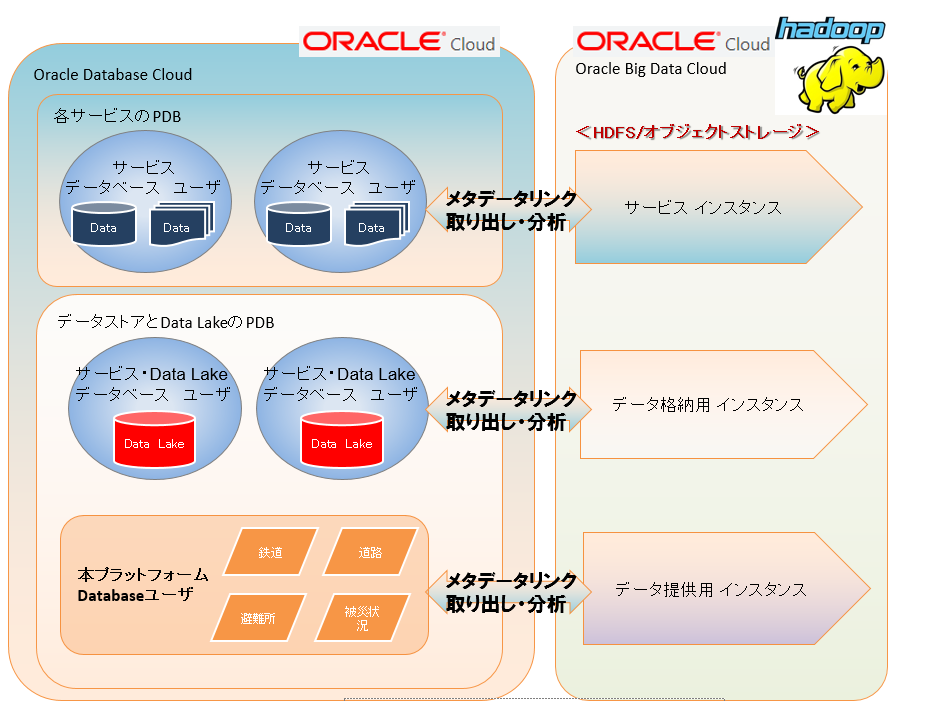 ORACLE® Cloud
Oracle Database Cloud
各サービスのPDB
サービス
データベース　ユーザ
Data
Data
サービス
データベース　ユーザ
Data
Data
データストアとData LakeのPDB
サービス・Data Lake
データベース　ユーザ
Data　Lake
サービス・Data Lake
データベース　ユーザ
Data　Lake
本プラットフォーム
Databaseユーザ
鉄道
道路
避難所
被災状
況
メタデータリンク
取り出し・分析
メタデータリンク
取り出し・分析
メタデータリンク
取り出し・分析
ORACLE® Cloud
hadoop
Oracle Big Data Cloud
＜HDFS/オブジェクトストレージ＞
サービス インスタンス
データ格納用 インスタンス
データ提供用 インスタンス